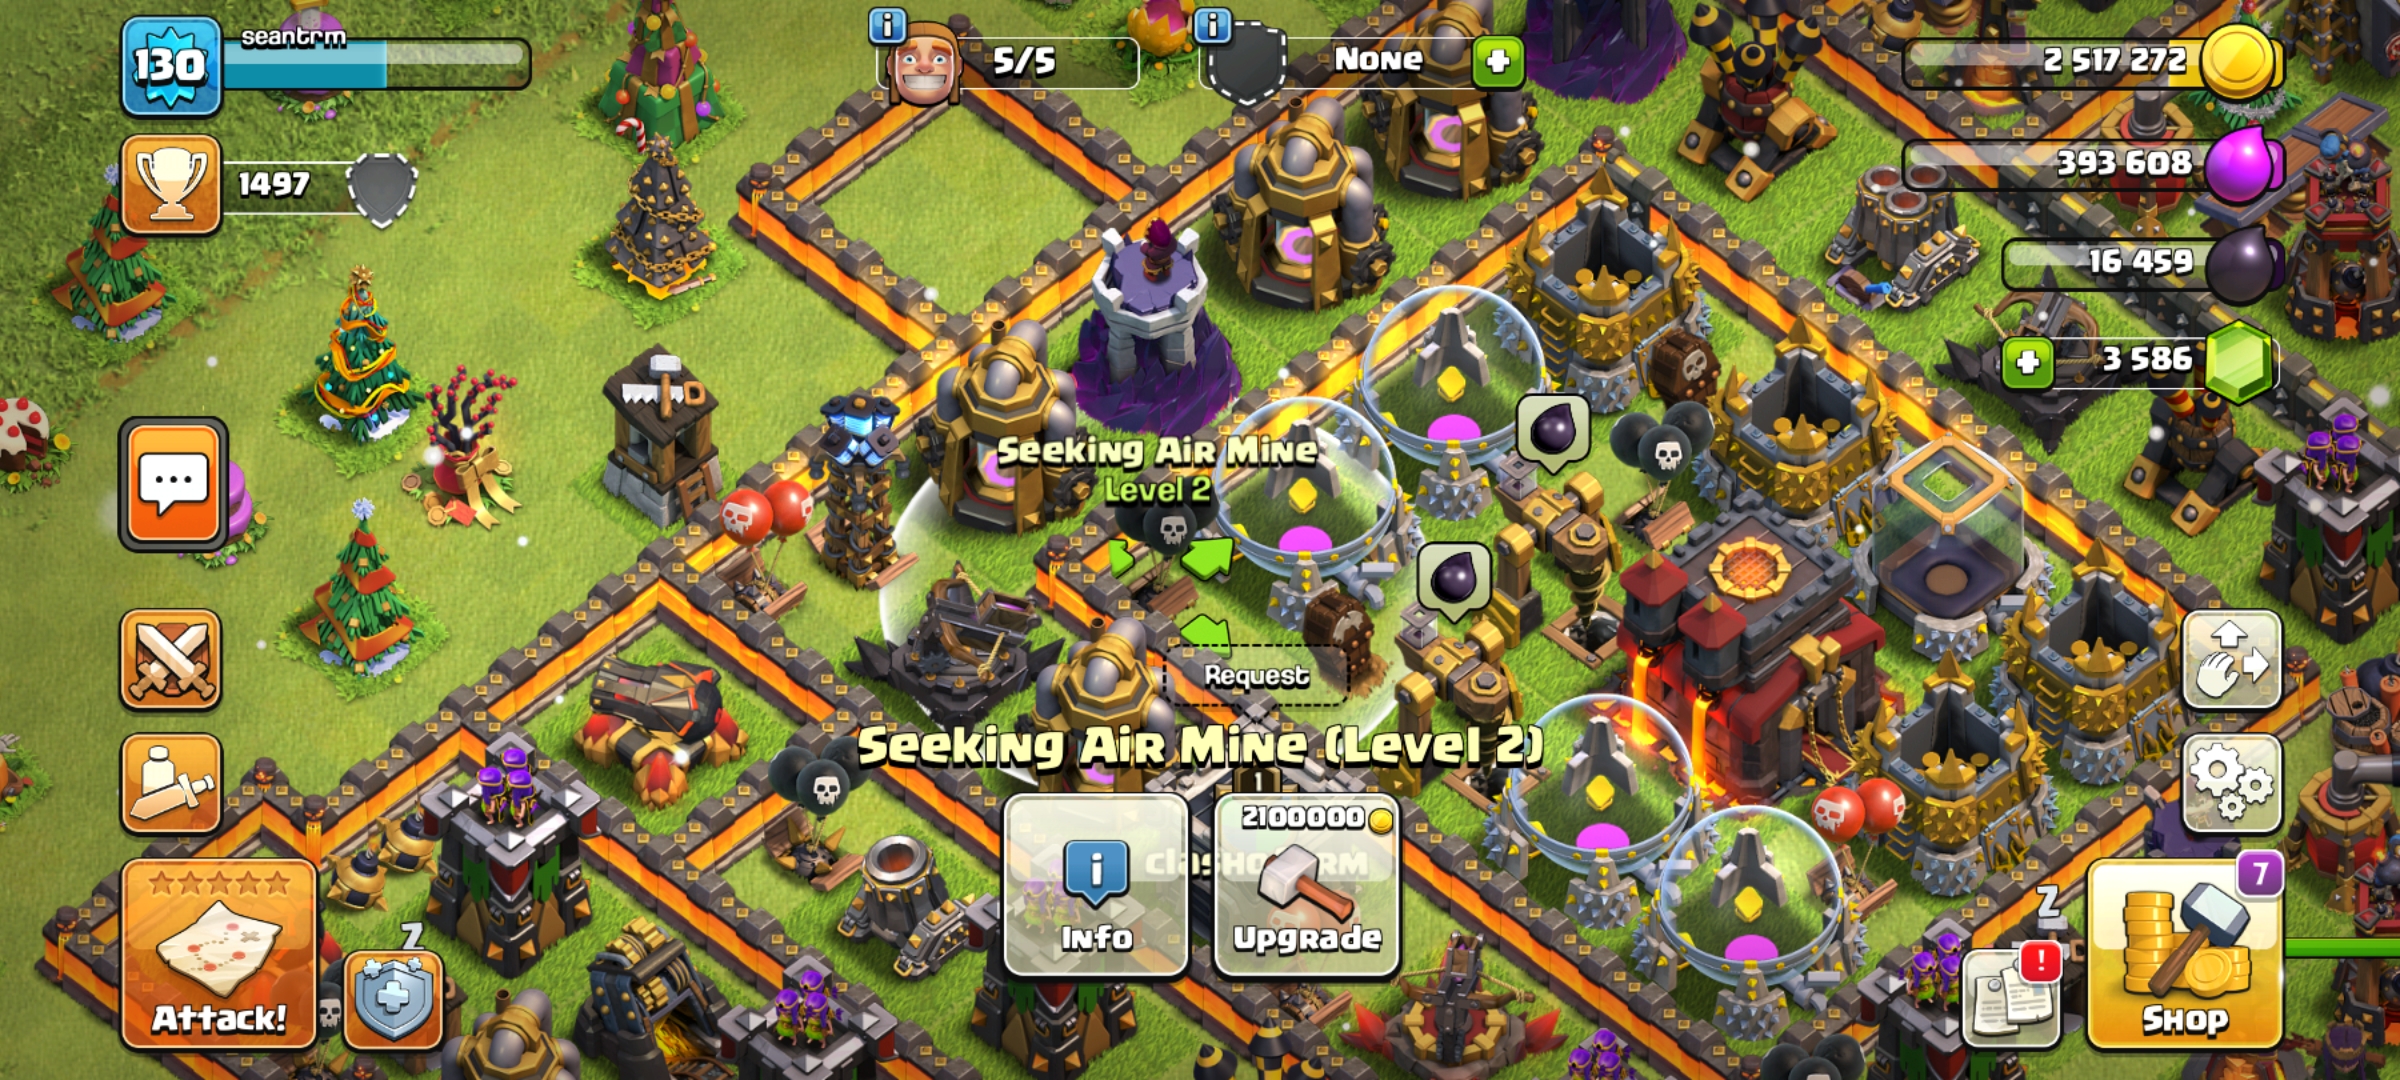 130
seantrm
5/5
None
2 517 272
1497
393 608
16 459
3 586
Seeking Air Mine
Level 2
Request
Seeking Air Mine (Level 2)
1
2100000
Info
Upgrade
Attack!
Z
Z
7
!
Shop